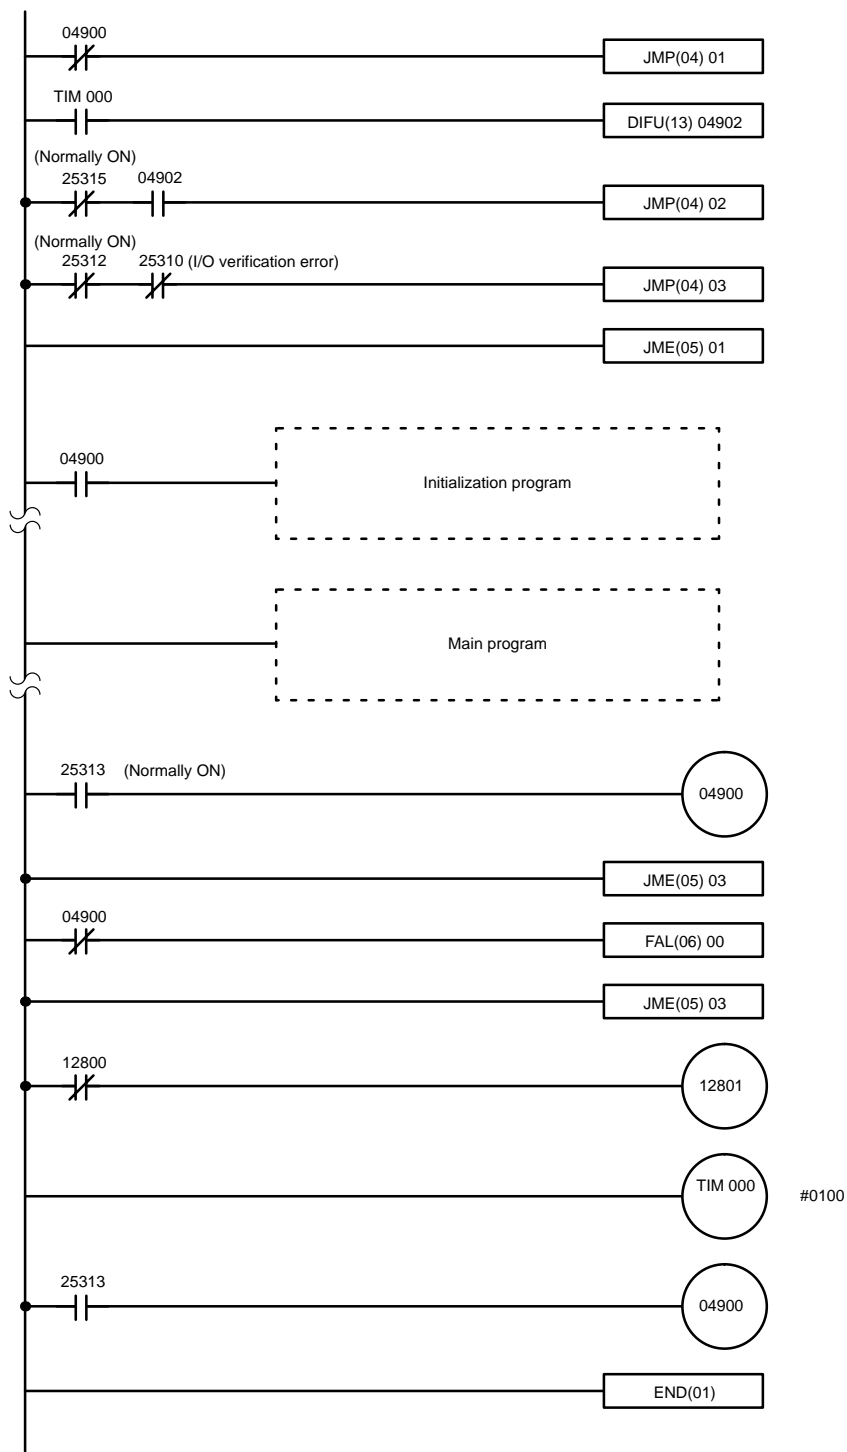 04900
JMP(04) 01
TIM 000
DIFU(13) 04902
(Normally ON)
25315 04902
JMP(04) 02
(Normally ON)
25312 25310 (I/O verification error)
JMP(04) 03
JME(05) 01
04900
Initialization program
Main program
25313 (Normally ON)
04900
JME(05) 03
04900
FAL(06) 00
JME(05) 03
12800
12801
TIM 000 #0100
25313
04900
END(01)